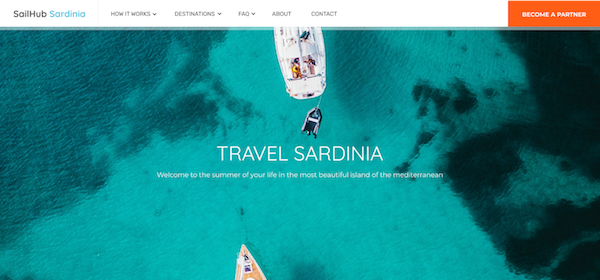 SailHub Sardinia
HOW IT WORKS
DESTINATIONS
FAQ
ABOUT
CONTACT
BECOME A PARTNER
TRAVEL SARDINIA
Welcome to the summer of your life in the most beautiful island of the mediterranean